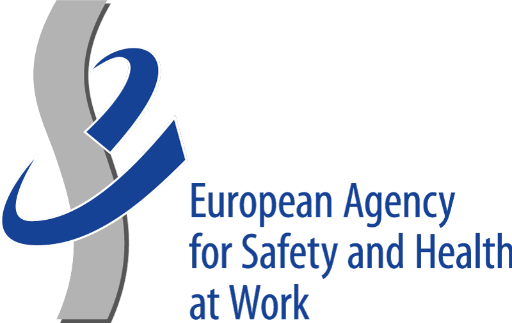 European Agency
for Safety and Health
at Work